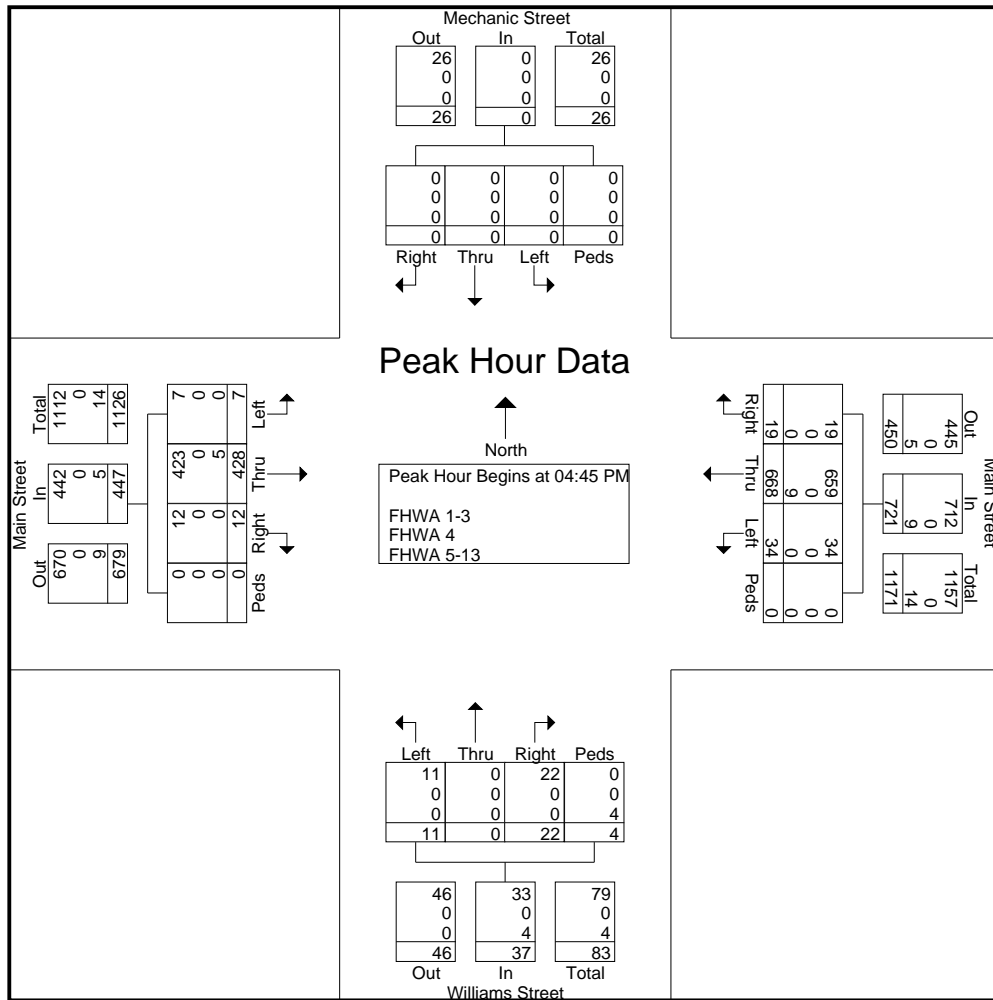 Mechanic Street
Out In Total
26 0 26
0 0 0
0 0 0
26 0 26
0 0 0 0
0 0 0 0
0 0 0 0
0 0 0 0
Right Thru Left Peds
Peak Hour Data
North
Peak Hour Begins at 04:45 PM
FHWA 1-3
FHWA 4
FHWA 5-13
Main Street
Total In Out
1112 442 670
0 0 0
14 5 9
1126 447 679
7 423 12 0
0 0 0 0
0 5 0 0
7 428 12 0
Left Thru Right Peds
Main Street
Out In Total
445 712 1157
0 0 0
5 9 14
450 721 1171
19 659 34 0
0 0 0 0
0 9 0 0
19 668 34 0
Right Thru Left Peds
Left Thru Right Peds
11 0 22 0
0 0 0 0
0 0 0 4
11 0 22 4
46 33 79
0 0 0
0 4 4
46 37 83
Out In Total
Williams Street